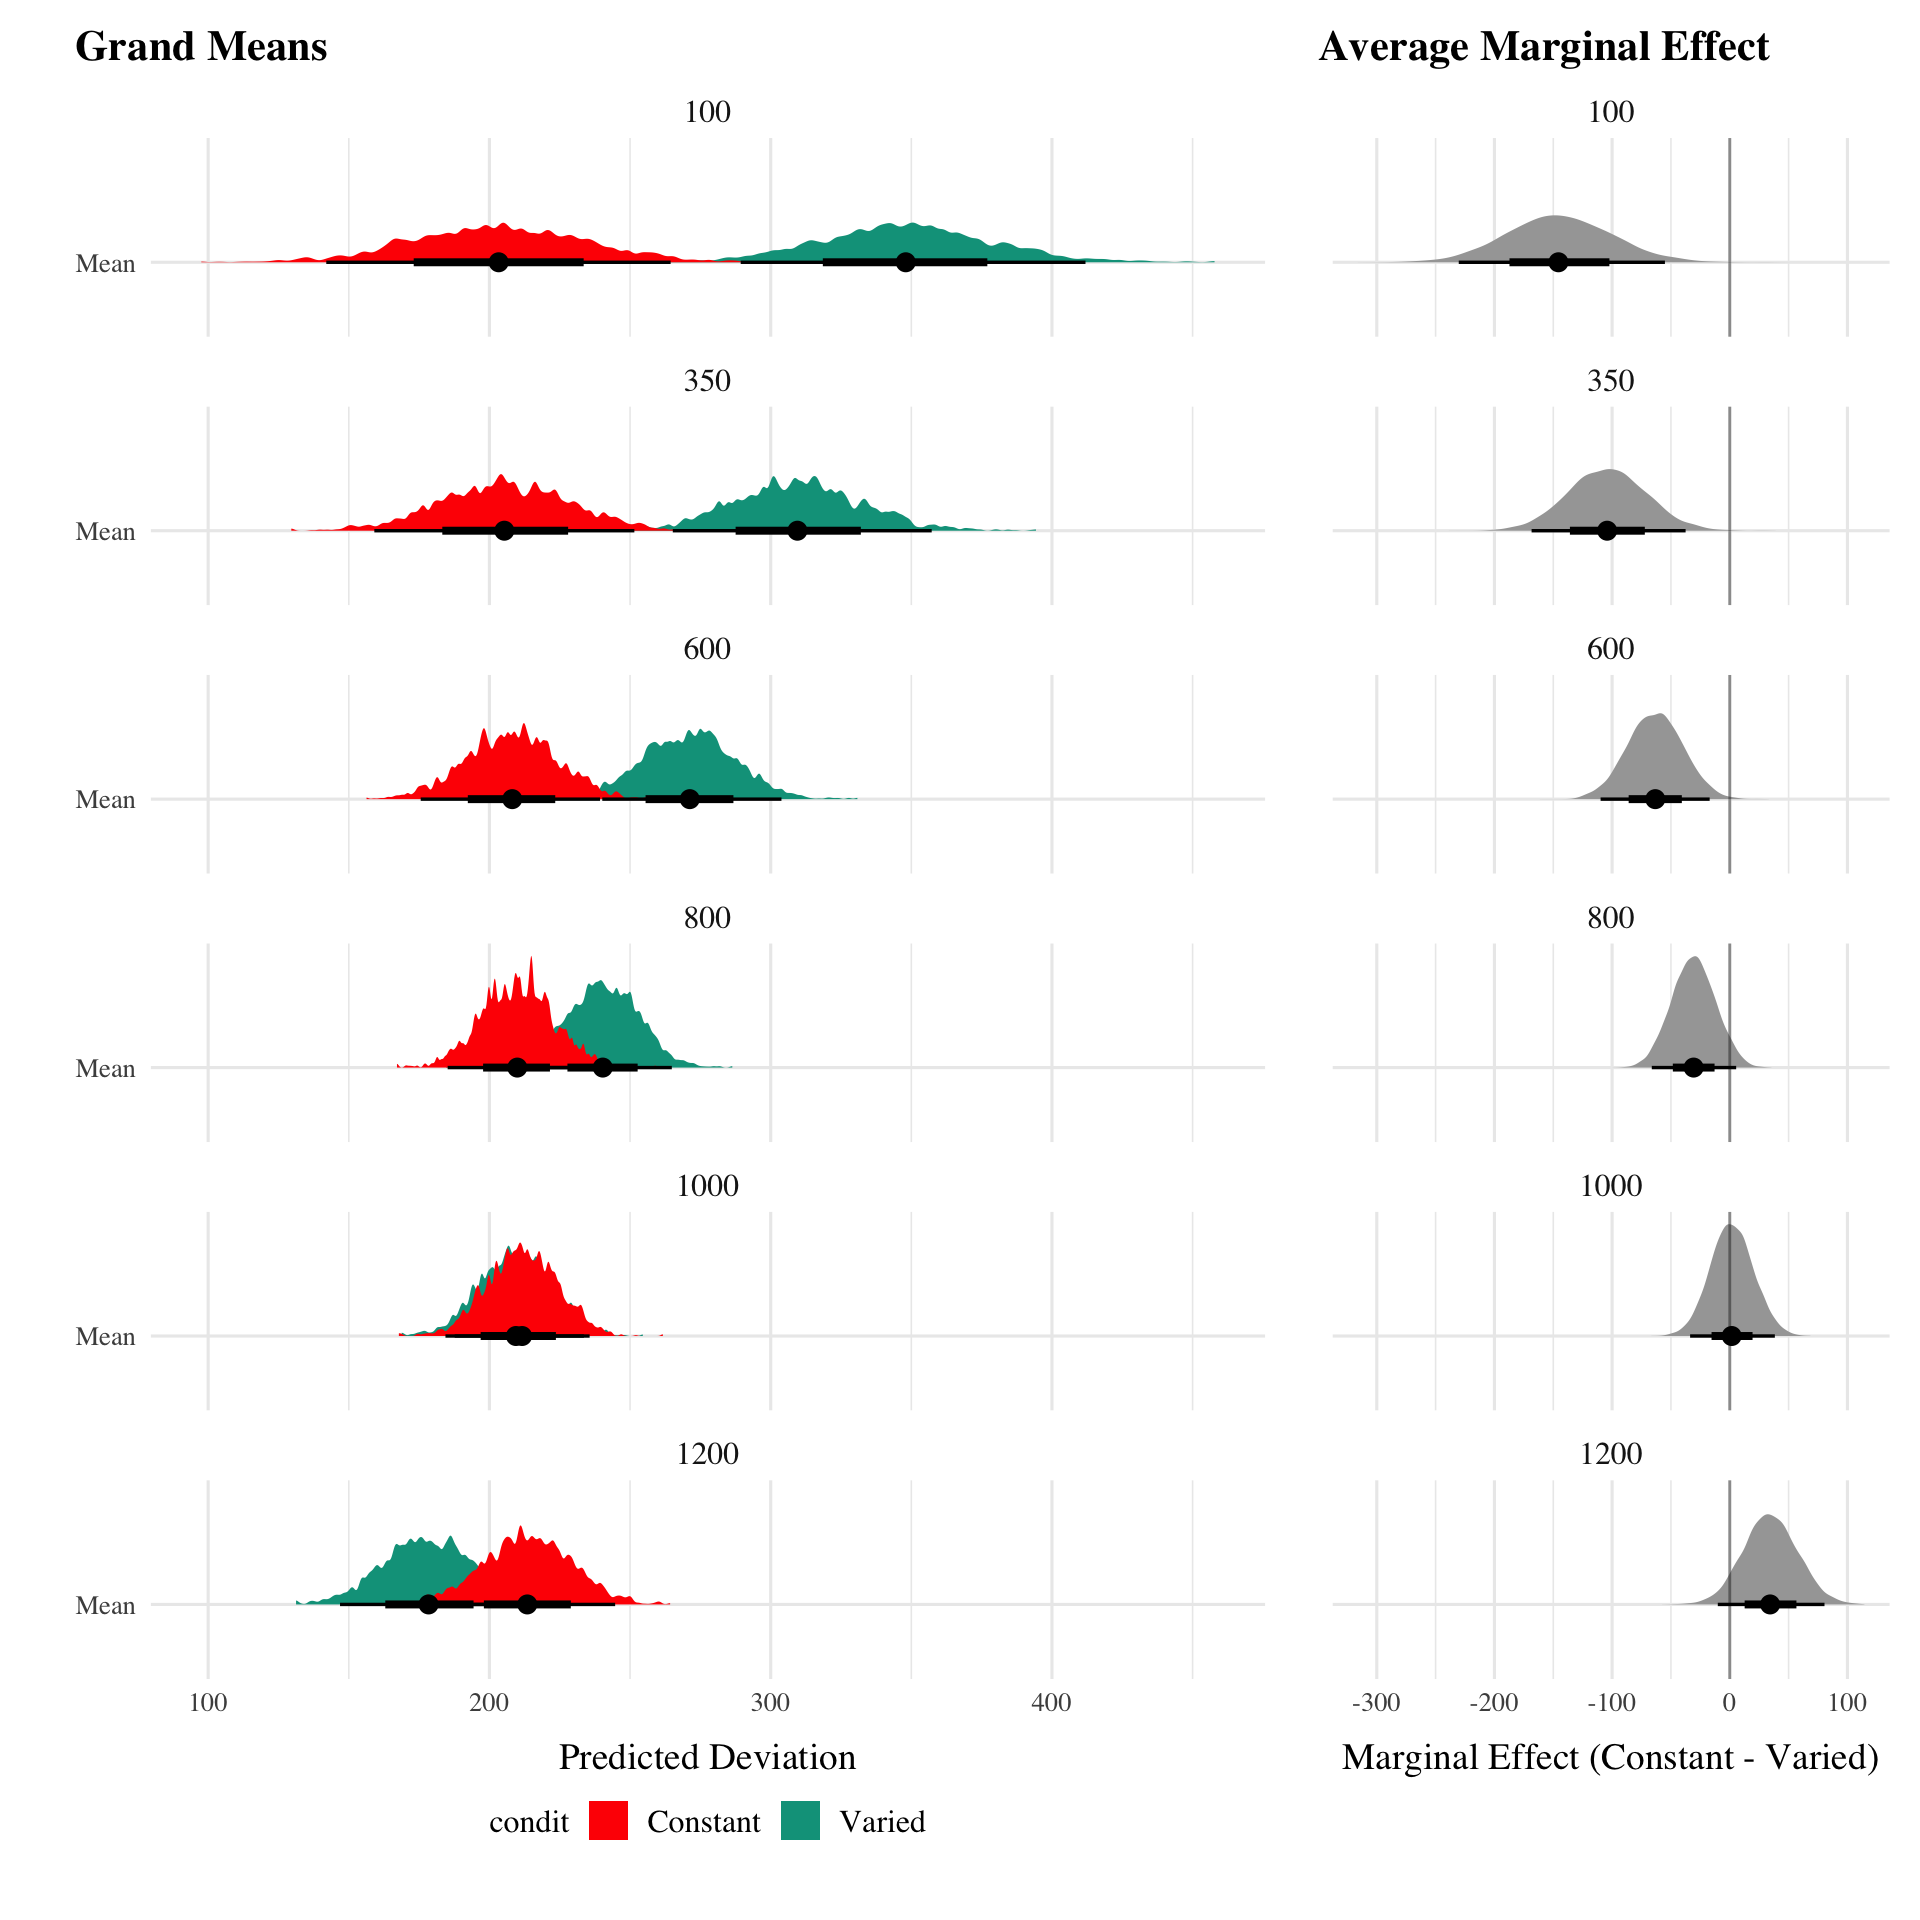 Grand Means
100
Mean
350
Mean
600
Mean
800
Mean
1000
Mean
1200
Mean
100 200 300 400
Predicted Deviation
condit Constant Varied
Average Marginal Effect
100
350
600
800
1000
1200
-300 -200 -100 0 100
Marginal Effect (Constant - Varied)